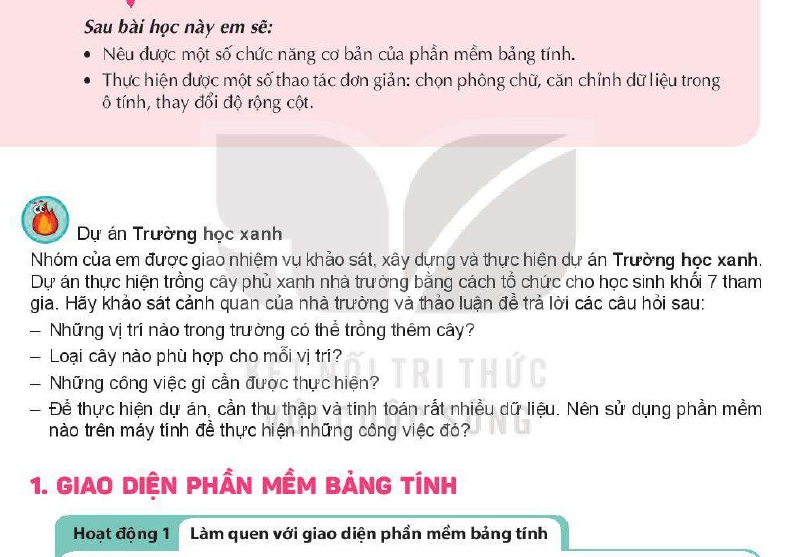 Sau bài học này em sẽ:
• Nêu được một số chức năng cơ bản của phần mềm bảng tính.
• Thực hiện được một số thao tác đơn giản: chọn phông chữ, căn chỉnh dữ liệu trong
ô tính, thay đổi độ rộng cột.
Dự án Trường học xanh
Nhóm của em được giao nhiệm vụ khảo sát, xây dựng và thực hiện dự án Trường học xanh.
Dự án thực hiện trồng cây phủ xanh nhà trường bằng cách tổ chức cho học sinh khối 7 tham
gia. Hãy khảo sát cảnh quan của nhà trường và thảo luận để trả lời các câu hỏi sau:
– Những vị trí nào trong trường có thể trồng thêm cây?
– Loại cây nào phù hợp cho mỗi vị trí?
KẾT NỐI TRI THỨC
– Những công việc gì cần được thực hiện?
– Để thực hiện dự án, cần thu thập và tính toán rất nhiều dữ liệu. Nên sử dụng phần mềm
VỚI CUỘC SỐNG
nào trên máy tính để thực hiện những công việc đó?
1. GIAO DIỆN PHẦN MỀM BẢNG TÍNH
Hoạt động 1 Làm quen với giao diện phần mềm bảng tính